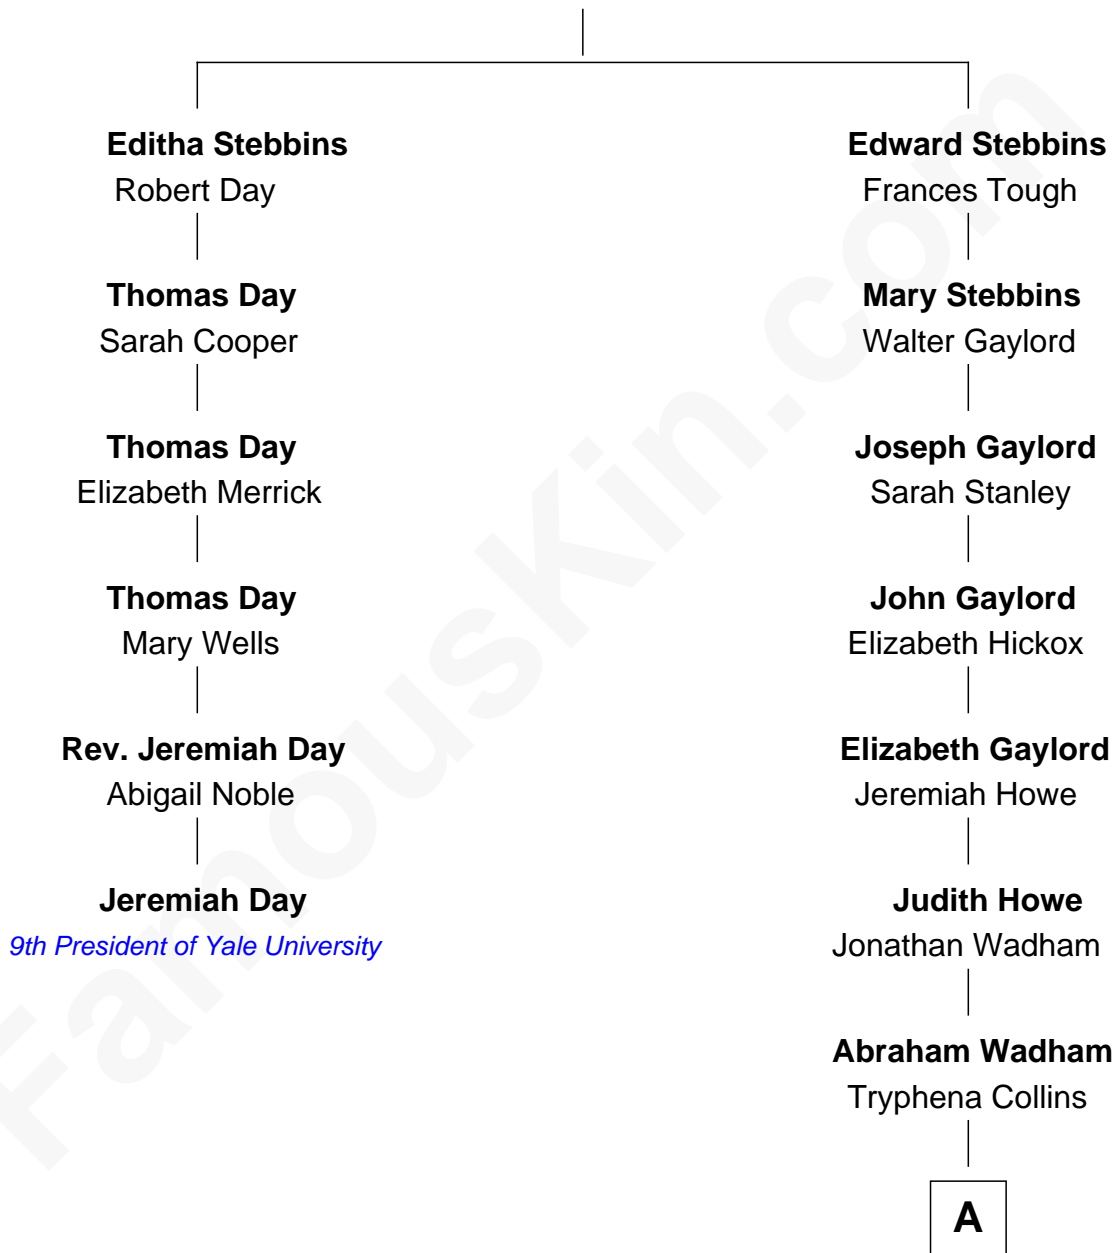 Editha Stebbins
Robert Day
Thomas Day
Sarah Cooper
Thomas Day
Elizabeth Merrick
Thomas Day
Mary Wells
Rev. Jeremiah Day
Abigail Noble
Jeremiah Day
9th President of Yale University
Edward Stebbins
Frances Tough
Mary Stebbins
Walter Gaylord
Joseph Gaylord
Sarah Stanley
John Gaylord
Elizabeth Hickox
Elizabeth Gaylord
Jeremiah Howe
Judith Howe
Jonathan Wadham
Abraham Wadham
Tryphena Collins
A
FamousKin.com